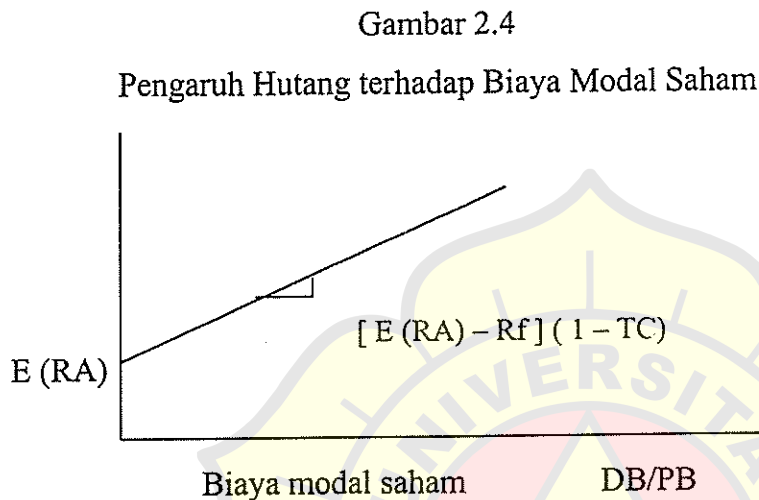 Gambar 2.4
Pengaruh Hutang terhadap Biaya Modal Saham
[ E (RA) – Rf ] ( 1 – TC)
E (RA)
UNIVERSITA
Biaya modal saham DB/PB